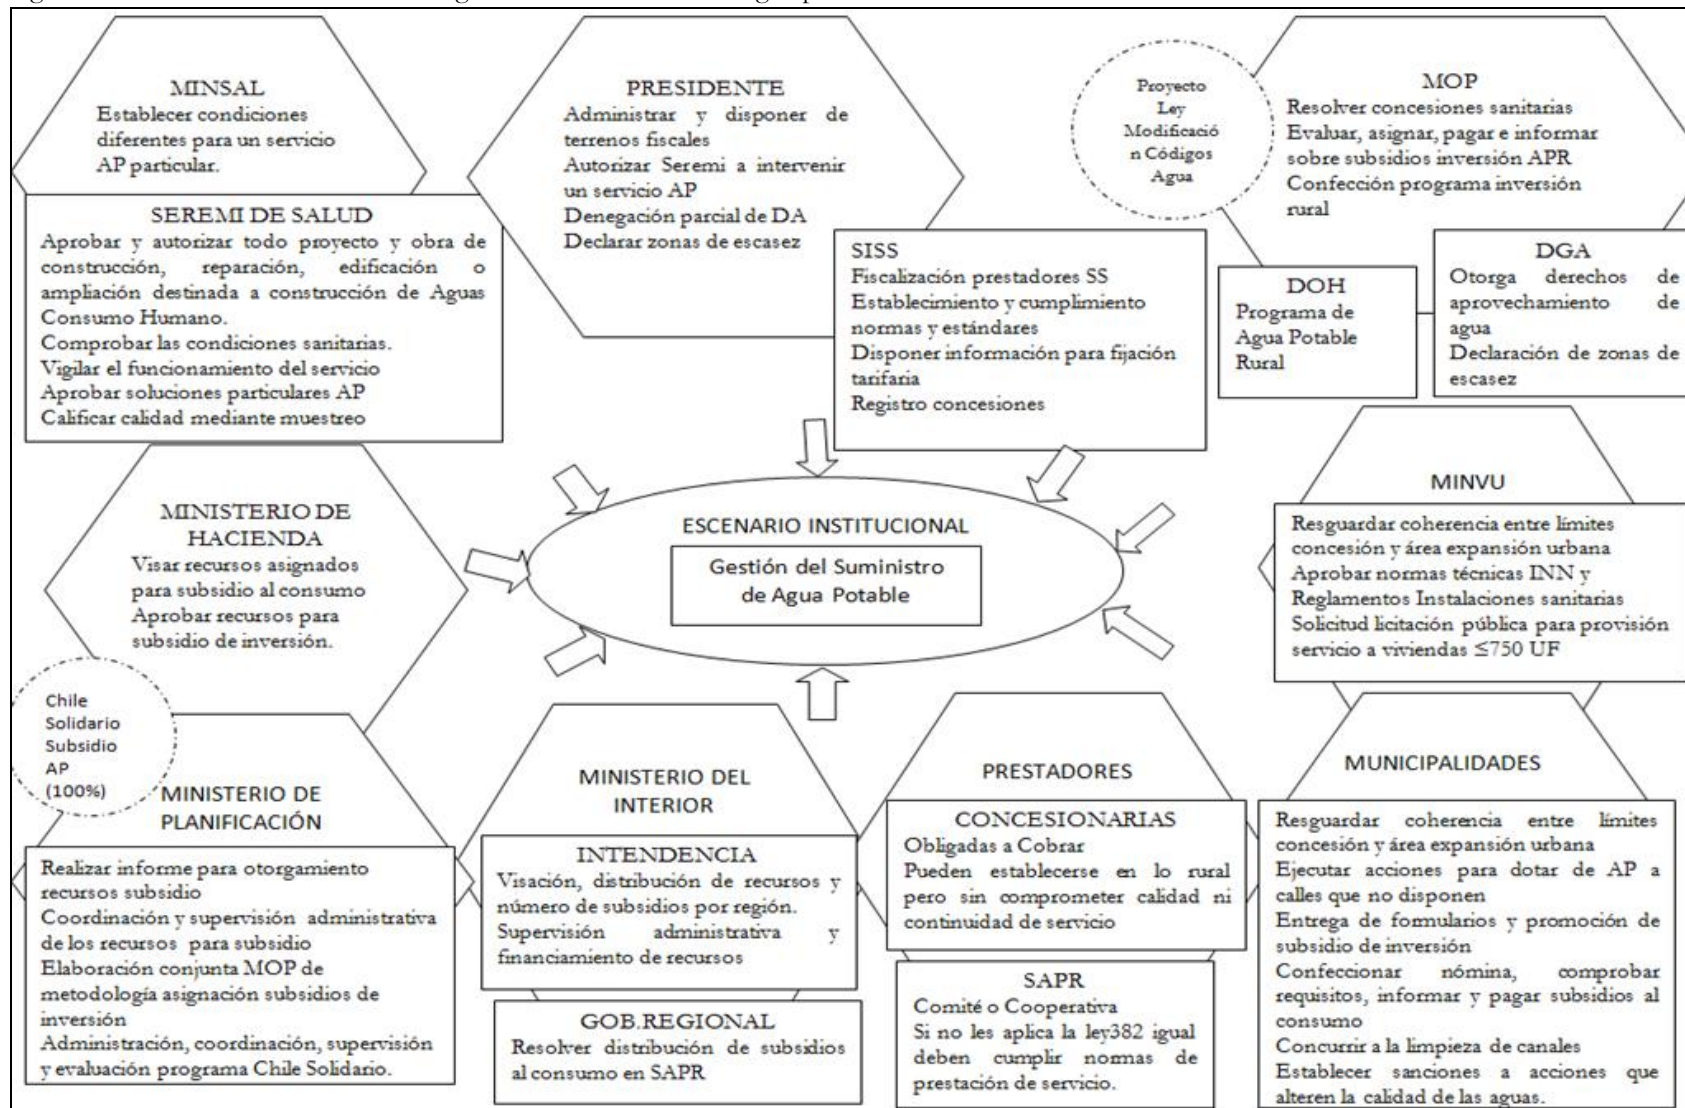 MINSAL
Establecer condiciones
diferentes para un servicio
AP particular.
SEREMI DE SALUD
Aprobar y autorizar todo proyecto y obra de
construcción, reparación, edificación o
ampliación destinada a construcción de Aguas
Consumo Humano.
Comprobar las condiciones sanitarias.
Vigilar el funcionamiento del servicio
Aprobar soluciones particulares AP
Calificar calidad mediante muestreo
PRESIDENTE
Administrar y disponer de
terrenos fiscales
Autorizar Seremi a intervenir
un servicio AP
Denegación parcial de DA
Declarar zonas de escasez
SISS
Fiscalización prestadores SS
Establecimiento y cumplimiento
normas y estándares
Disponer información para fijación
tarifaria
Registro concesiones
Proyecto
Ley
Modificació
n Códigos
Agua
MOP
Resolver concesiones sanitarias
Evaluar, asignar, pagar e informar
sobre subsidios inversión APR
Confección programa inversión
rural
DOH
Programa de
Agua Potable
Rural
DGA
Otorga derechos de
aprovechamiento de
agua
Declaración de zonas de
escasez
MINISTERIO DE
HACIENDA
Visar recursos asignados
para subsidio al consumo
Aprobar recursos para
subsidio de inversión.
ESCENARIO INSTITUCIONAL
Gestión del Suministro
de Agua Potable
MINVU
Resguardar coherencia entre límites
concesión y área expansión urbana
Aprobar normas técnicas INN y
Reglamentos Instalaciones sanitarias
Solicitud licitación pública para provisión
servicio a viviendas ≤750 UF
Chile
Solidario
Subsidio
AP
(100%)
MINISTERIO DE
PLANIFICACIÓN
Realizar informe para otorgamiento
recursos subsidio
Coordinación y supervisión administrativa
de los recursos para subsidio
Elaboración conjunta MOP de
metodología asignación subsidios de
inversión
Administración, coordinación, supervisión
y evaluación programa Chile Solidario.
MINISTERIO DEL
INTERIOR
INTENDENCIA
Visación, distribución de recursos y
número de subsidios por región.
Supervisión administrativa y
financiamiento de recursos
GOB.REGIONAL
Resolver distribución de subsidios
al consumo en SAPR
PRESTADORES
CONCESIONARIAS
Obligadas a Cobrar
Pueden establecerse en lo rural
pero sin comprometer calidad ni
continuidad de servicio
SAPR
Comité o Cooperativa
Si no les aplica la ley382 igual
deben cumplir normas de
prestación de servicio.
MUNICIPALIDADES
Resguardar coherencia entre límites
concesión y área expansión urbana
Ejecutar acciones para dotar de AP a
calles que no disponen
Entrega de formularios y promoción de
subsidio de inversión
Confeccionar nómina, comprobar
requisitos, informar y pagar subsidios al
consumo
Concurrir a la limpieza de canales
Establecer sanciones a acciones que
alteren la calidad de las aguas.